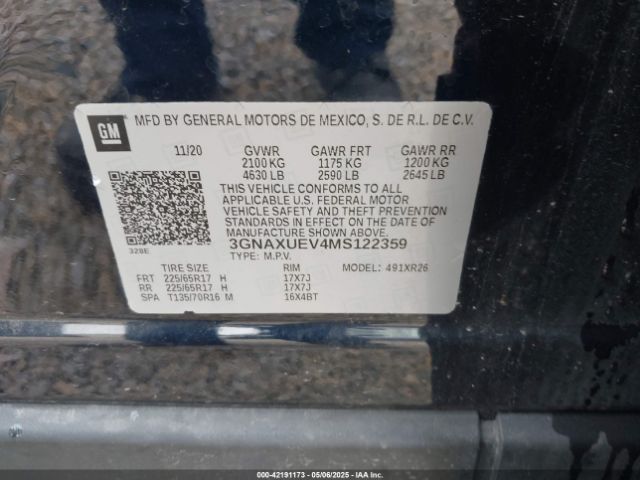 GM
MFD BY GENERAL MOTORS DE MEXICO, S. DE R.L. DE C.V.
11/20 GVWR GAWR FRT GAWR RR
2100 KG 1175 KG 1200 KG
4630 LB 2590 LB 2645 LB
THIS VEHICLE CONFORMS TO ALL
APPLICABLE U.S. FEDERAL MOTOR
VEHICLE SAFETY AND THEFT PREVENTION
STANDARDS IN EFFECT ON THE DATE OF
MANUFACTURE SHOWN ABOVE.
3GNAXUEV4MS122359
TYPE: M.P.V.
328E
TIRE SIZE RIM MODEL: 491XR26
FRT 225/65R17 H 17X7J
RR 225/65R17 H 17X7J
SPA T135/70R16 M 16X4BT
000-42191173 - 05/06/2025 - IAAI.COM